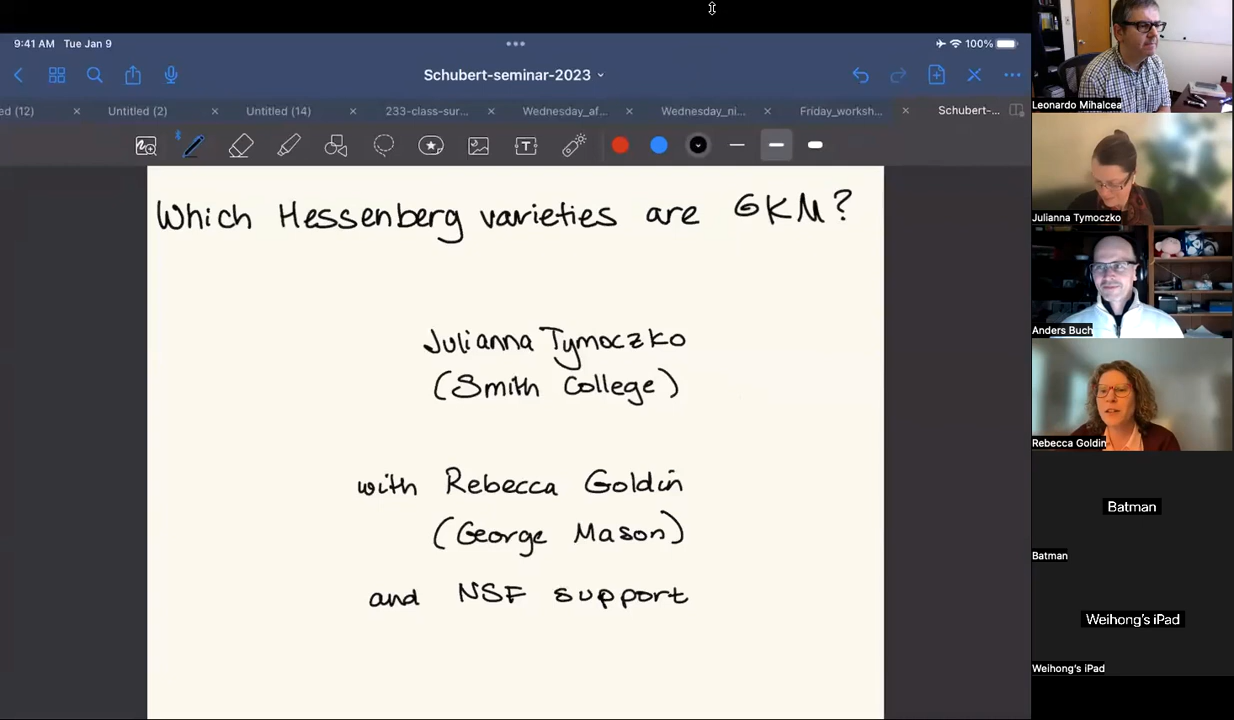 9:41 AM Tue Jan 9
100%
Schubert-seminar-2023
ed (12)
Untitled (2)
Untitled (14)
233-class-sur...
Wednesday_af...
Wednesday_ni...
Friday_worksh...
Schubert-...
Which Hessenberg varieties are GKM?
Julianna Tymoczko
(Smith College)
with Rebecca Goldin
(George Mason)
and NSF support
Leonardo Mihalcea
Julianna Tymoczko
Anders Buch
Rebecca Goldin
Batman
Batman
Weihong's iPad
Weihong's iPad